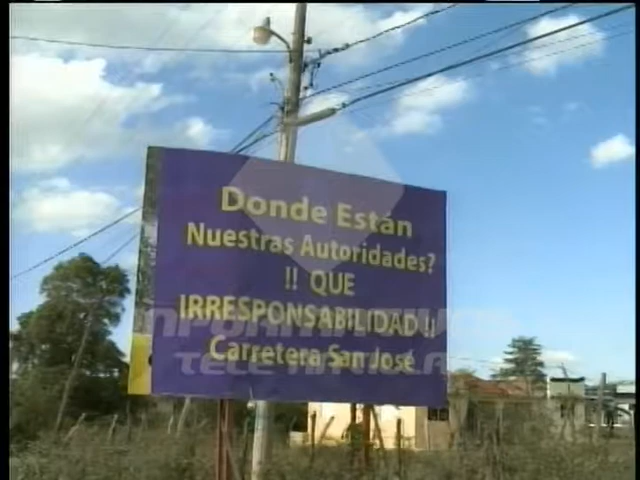 Donde Están
Nuestras Autoridades?
!! QUE
IRRESPONSABILIDAD !!
Carretera San José